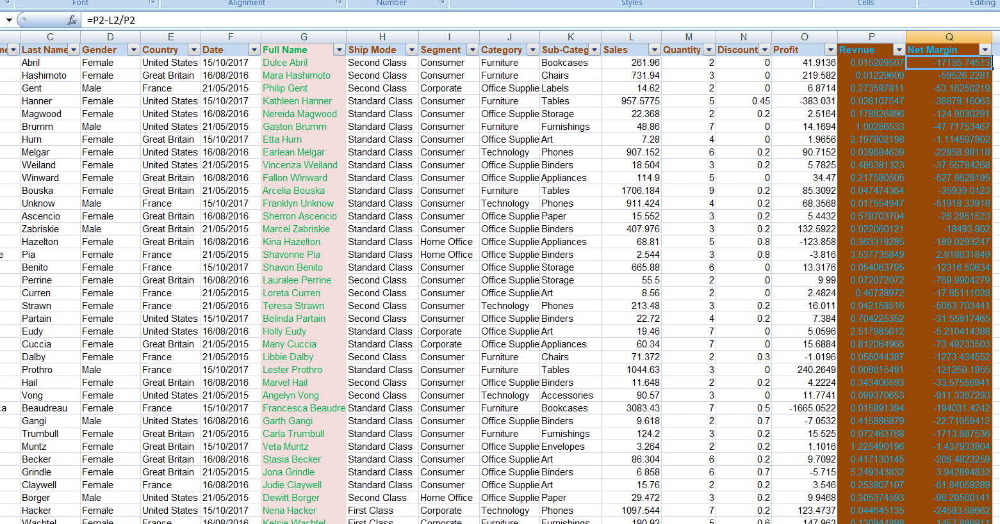 Font Alignment Number Styles Cells Editing
fx =P2-L2/P2
C D E F G H I J K L M N O P Q
Last Name Gender Country Date Full Name Ship Mode Segment Category Sub-Categ Sales Quantity Discount Profit Revnue Net Margin
Abril Female United States 15/10/2017 Dulce Abril Second Class Consumer Furniture Bookcases 261.96 2 0 41.9136 0.015269507 -17155.74513
Hashimoto Female Great Britain 16/08/2016 Mara Hashimoto Second Class Consumer Furniture Chairs 731.94 3 0 219.582 0.01229609 -59526.2281
Gent Male France 21/05/2015 Philip Gent Second Class Corporate Office Supplie Labels 14.62 2 0 6.8714 0.273597811 -53.16250219
Hanner Female United States 15/10/2017 Kathleen Hanner Standard Class Consumer Furniture Tables 957.5775 5 0.45 -383.031 0.026107547 -36678.16063
Magwood Female United States 16/08/2016 Nereida Magwood Standard Class Consumer Office Supplie Storage 22.368 2 0.2 2.5164 0.178826896 -124.9030291
Brumm Male United States 21/05/2015 Gaston Brumm Standard Class Consumer Furniture Furnishings 48.86 7 0 14.1694 1.00286533 -47.71753467
Hurn Female Great Britain 15/10/2017 Etta Hurn Standard Class Consumer Office Supplie Art 7.28 4 0 1.9656 2.197802198 -1.114597802
Melgar Female United States 16/08/2016 Earlean Melgar Standard Class Consumer Technology Phones 907.152 6 0.2 90.7152 0.039684639 -22858.98118
Weiland Female United States 21/05/2015 Vincenza Weiland Standard Class Consumer Office Supplie Binders 18.504 3 0.2 5.7825 0.486381323 -37.55784268
Winward Female Great Britain 16/08/2016 Fallon Winward Standard Class Consumer Office Supplie Appliances 114.9 5 0 34.47 0.217580505 -527.8628195
Bouska Female Great Britain 21/05/2015 Arcelia Bouska Standard Class Consumer Furniture Tables 1706.184 9 0.2 85.3092 0.047474364 -35939.0123
Unknow Male France 15/10/2017 Franklyn Unknow Standard Class Consumer Technology Phones 911.424 4 0.2 68.3568 0.017554947 -51918.33918
Ascencio Female Great Britain 16/08/2016 Sherron Ascencio Standard Class Consumer Office Supplie Paper 15.552 3 0.2 5.4432 0.578703704 -26.2951523
Zabriskie Male Great Britain 21/05/2015 Marcel Zabriskie Standard Class Consumer Office Supplie Binders 407.976 3 0.2 132.5922 0.022060121 -18493.802
Hazelton Female Great Britain 16/08/2016 Kina Hazelton Standard Class Home Office Office Supplie Appliances 68.81 5 0.8 -123.858 0.363319285 -189.0293247
e Pia Female France 21/05/2015 Shavonne Pia Standard Class Home Office Office Supplie Binders 2.544 3 0.8 -3.816 3.537735849 2.818631849
Benito Female France 15/10/2017 Shavon Benito Standard Class Consumer Office Supplie Storage 665.88 6 0 13.3176 0.054063795 -12316.50634
Perrine Female Great Britain 16/08/2016 Lauralee Perrine Second Class Consumer Office Supplie Storage 55.5 2 0 9.99 0.072072072 -769.9904279
Curren Female France 21/05/2015 Loreta Curren Second Class Consumer Office Supplie Art 8.56 2 0 2.4824 0.46728972 -17.85111028
Strawn Female France 21/05/2015 Teresa Strawn Second Class Consumer Technology Phones 213.48 3 0.2 16.011 0.042158516 -5063.703441
Partain Female United States 15/10/2017 Belinda Partain Second Class Consumer Office Supplie Binders 22.72 4 0.2 7.384 0.704225352 -31.55817465
Eudy Female United States 16/08/2016 Holly Eudy Standard Class Corporate Office Supplie Art 19.46 7 0 5.0596 2.517985612 -5.210414388
Cuccia Female Great Britain 21/05/2015 Many Cuccia Standard Class Corporate Office Supplie Appliances 60.34 7 0 15.6884 0.812064965 -73.49233503
Dalby Female France 21/05/2015 Libbie Dalby Second Class Consumer Furniture Chairs 71.372 2 0.3 -1.0196 0.056044387 -1273.434552
Prothro Male France 15/10/2017 Lester Prothro Standard Class Consumer Furniture Tables 1044.63 3 0 240.2649 0.008615491 -121250.1955
Hail Female Great Britain 16/08/2016 Marvel Hail Second Class Consumer Office Supplie Binders 11.648 2 0.2 4.2224 0.343406593 -33.57556941
Vong Female United States 21/05/2015 Angelyn Vong Second Class Consumer Technology Accessories 90.57 3 0 11.7741 0.099370653 -911.3367293
ca Beaudreau Female France 15/10/2017 Francesca Beaudre Standard Class Consumer Furniture Bookcases 3083.43 7 0.5 -1665.0522 0.015891394 -194031.4242
Gangi Male United States 16/08/2016 Garth Gangi Standard Class Consumer Office Supplie Binders 9.618 2 0.7 -7.0532 0.415886879 -22.71059412
Trumbull Female Great Britain 21/05/2015 Carla Trumbull Standard Class Consumer Furniture Furnishings 124.2 3 0.2 15.525 0.072463768 -1713.887536
Muntz Female Great Britain 15/10/2017 Veta Muntz Standard Class Consumer Office Supplie Envelopes 3.264 2 0.2 1.1016 1.225490196 -1.437933804
Becker Female Great Britain 16/08/2016 Stasia Becker Standard Class Consumer Office Supplie Art 86.304 6 0.2 9.7092 0.417130145 -206.4823259
Grindle Female Great Britain 21/05/2015 Jona Grindle Standard Class Consumer Office Supplie Binders 6.858 6 0.7 -5.715 5.249343832 3.942894832
Claywell Female France 16/08/2016 Judie Claywell Standard Class Consumer Office Supplie Art 15.76 2 0.2 3.546 0.253807107 -61.84059289
Borger Male United States 21/05/2015 Dewitt Borger Second Class Home Office Office Supplie Paper 29.472 3 0.2 9.9468 0.305374593 -96.20560141
Hacker Female United States 15/10/2017 Nena Hacker First Class Corporate Technology Phones 1097.544 7 0.2 123.4737 0.044645135 -24583.68662
Wachtel Female France 16/08/2016 Kelsie Wachtel First Class Corporate Furniture Furnishings 190.92 5 0.6 -147.963 0.130944898 -1457.886911